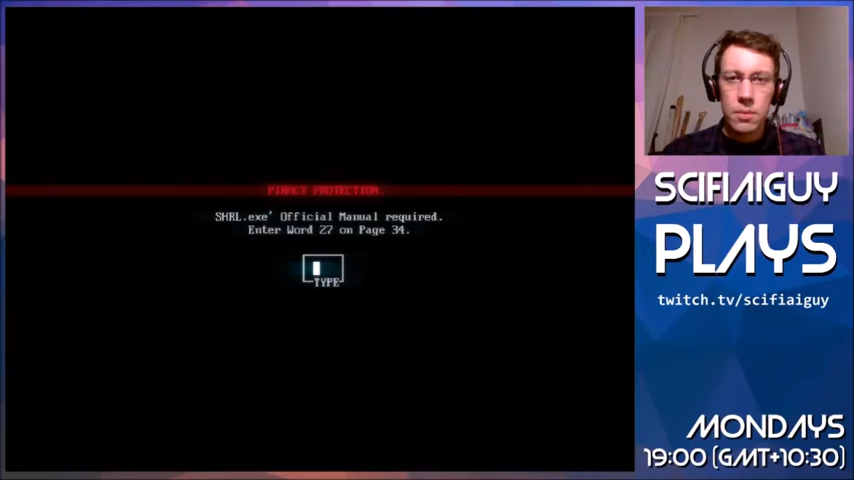 PIRACY PROTECTION.
SHRL.exe' Official Manual required.
Enter Word 27 on Page 34.
TYPE
SCIFIAIGUY
PLAYS
twitch.tv/scifiaiguy
MONDAYS
19:00 (GMT+10:30)